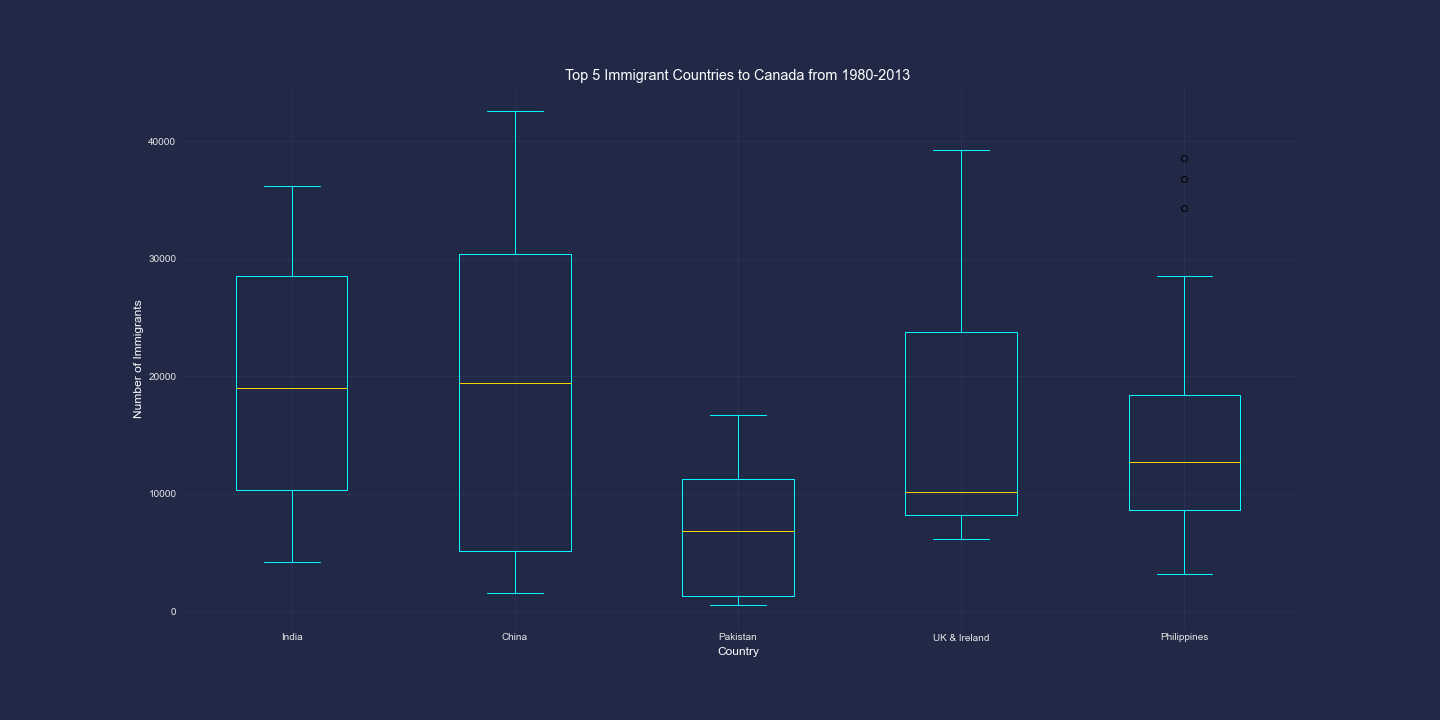 Top 5 Immigrant Countries to Canada from 1980-2013
Number of Immigrants
40000
30000
20000
10000
0
India China Pakistan UK & Ireland Philippines
Country